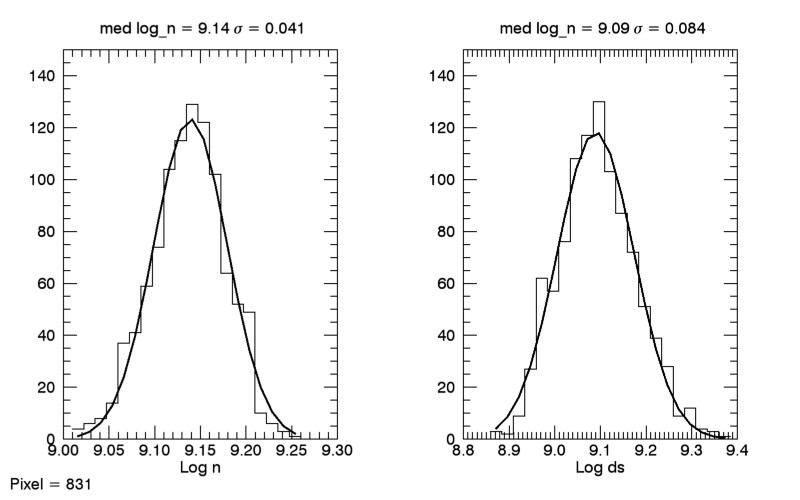 med log_n = 9.14 σ = 0.041
140
120
100
80
60
40
20
0
9.00 9.05 9.10 9.15 9.20 9.25 9.30
Log n
med log_n = 9.09 σ = 0.084
140
120
100
80
60
40
20
0
8.8 8.9 9.0 9.1 9.2 9.3 9.4
Log ds
Pixel = 831